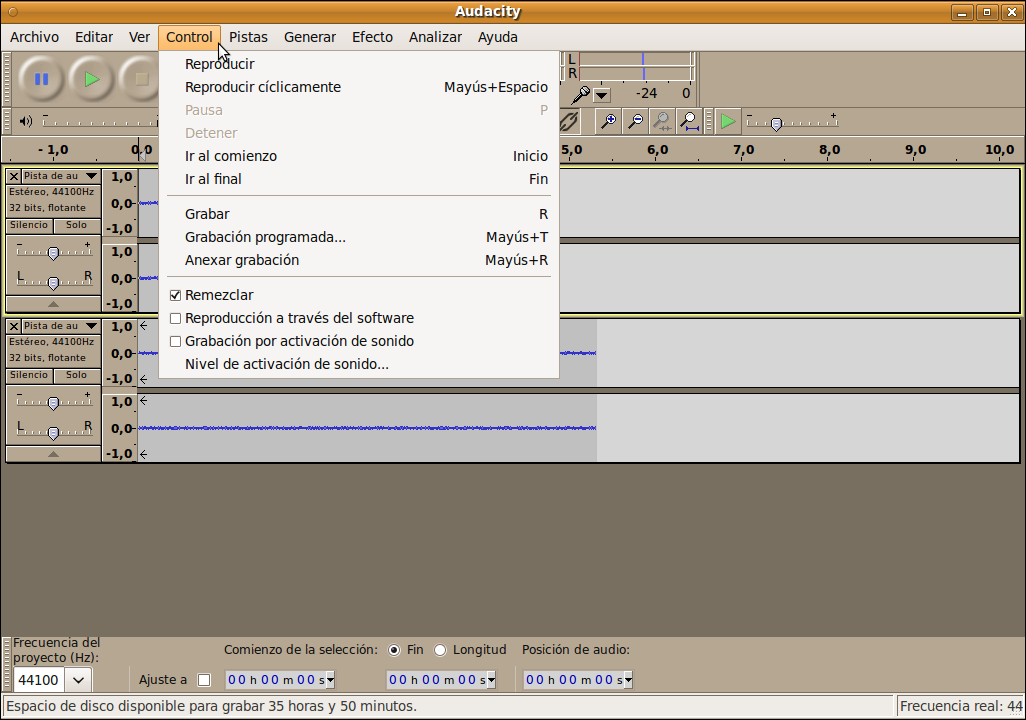 Audacity
Archivo Editar Ver Control Pistas Generar Efecto Analizar Ayuda
Reproducir
Reproducir cíclicamente Mayús+Espacio
Pausa P
Detener
Ir al comienzo Inicio
Ir al final Fin
Grabar R
Grabación programada... Mayús+T
Anexar grabación Mayús+R
Remezclar
Reproducción a través del software
Grabación por activación de sonido
Nivel de activación de sonido...
L
R
-24 0
- 1,0 0,0 5,0 6,0 7,0 8,0 9,0 10,0
Pista de au 1,0
Estéreo, 44100Hz
32 bits, flotante 0,0
Silencio Solo -1,0
1,0
L R 0,0
-1,0
Pista de au 1,0
Estéreo, 44100Hz
32 bits, flotante 0,0
Silencio Solo -1,0
1,0
L R 0,0
-1,0
Frecuencia del
proyecto (Hz):
Comienzo de la selección: Fin Longitud Posición de audio:
44100 Ajuste a 00 h 00 m 00 s 00 h 00 m 00 s 00 h 00 m 00 s
Espacio de disco disponible para grabar 35 horas y 50 minutos. Frecuencia real: 44